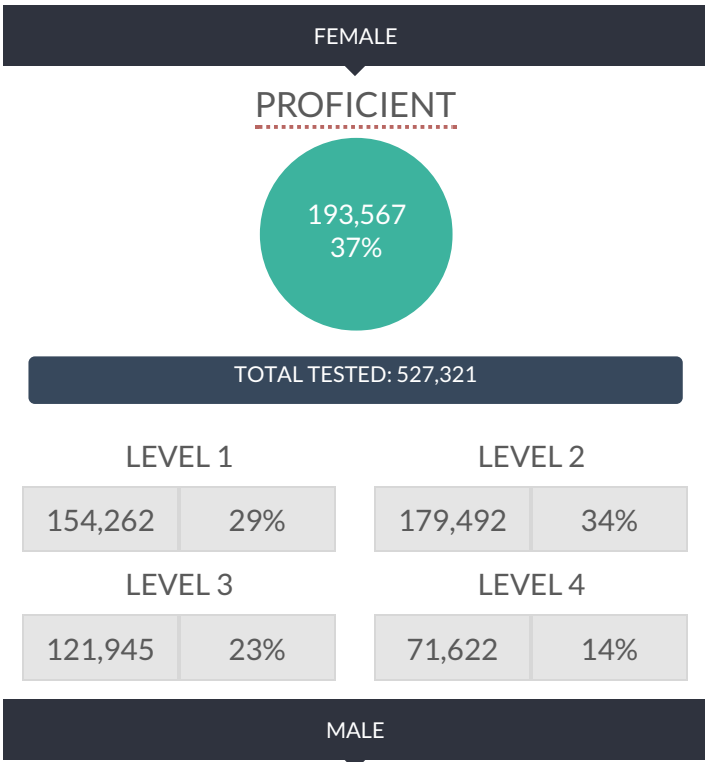 FEMALE
PROFICIENT
193,567
37%
TOTAL TESTED: 527,321
LEVEL 1
LEVEL 2
154,262 29%
179,492 34%
LEVEL 3
LEVEL 4
121,945 23%
71,622 14%
MALE